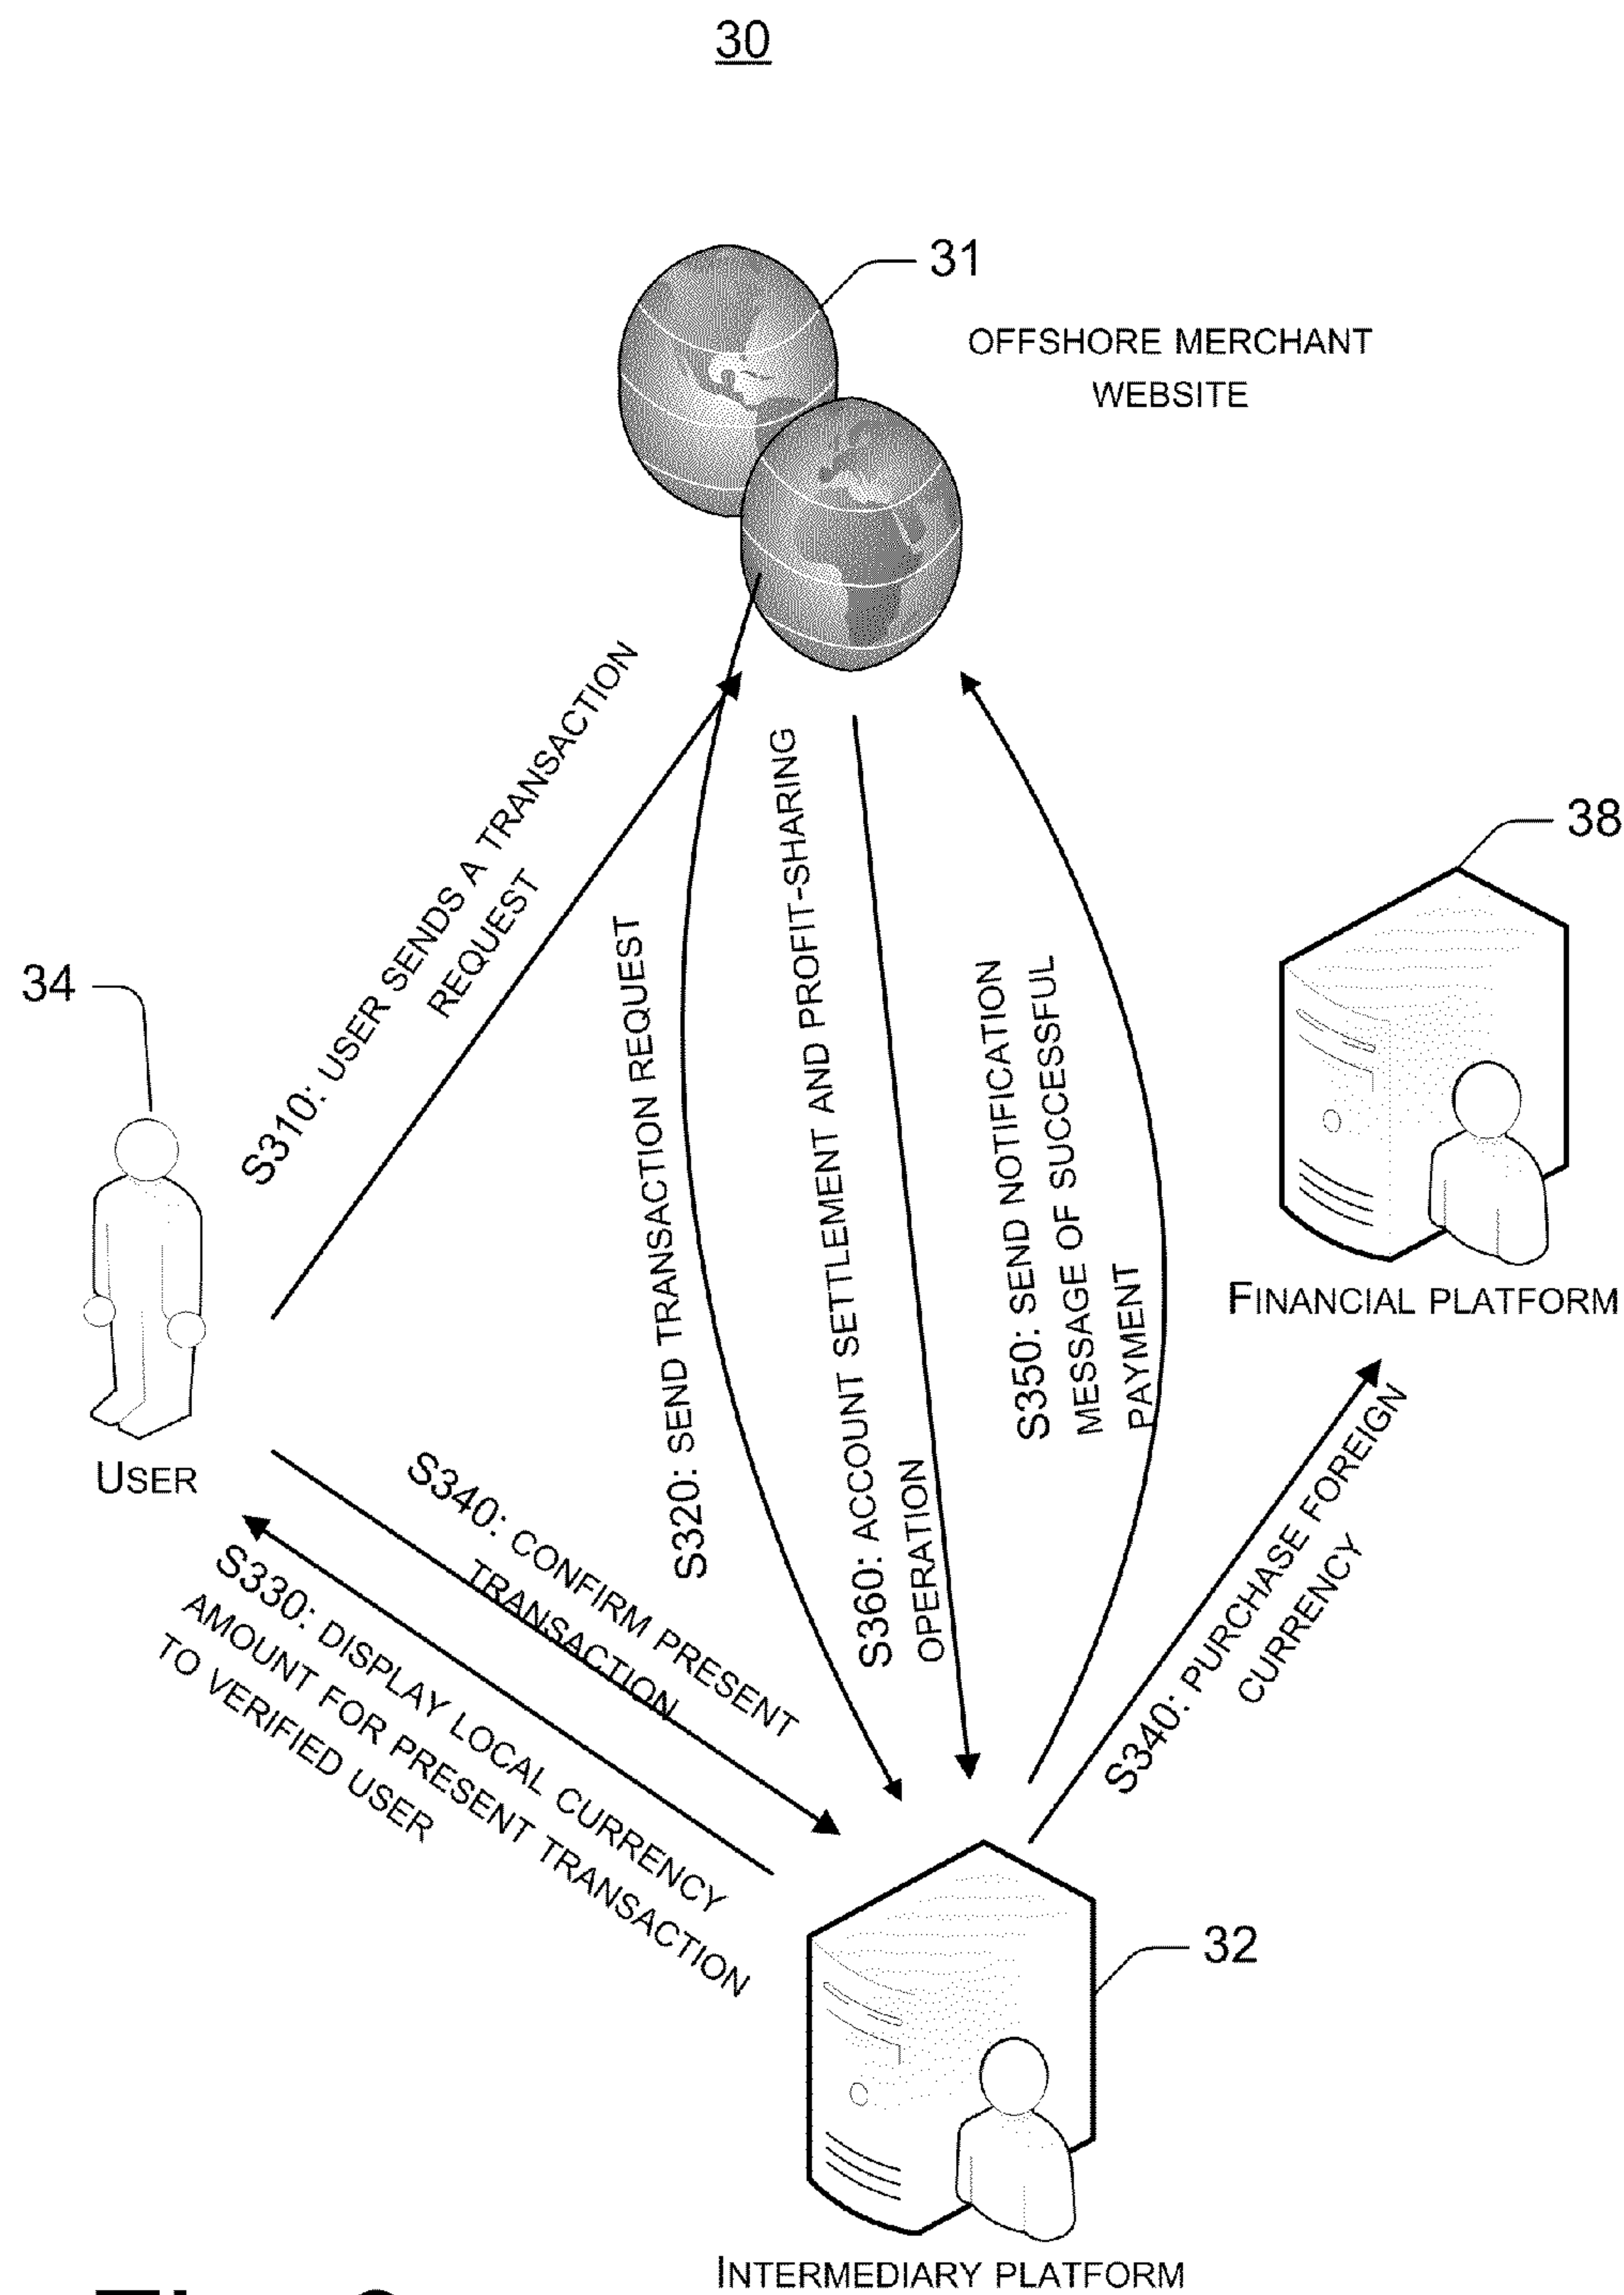 30
31
OFFSHORE MERCHANT
WEBSITE
38
34
S310: USER SENDS A TRANSACTION
REQUEST
S320: SEND TRANSACTION REQUEST
S360: ACCOUNT SETTLEMENT AND PROFIT-SHARING
OPERATION
S350: SEND NOTIFICATION
MESSAGE OF SUCCESSFUL
PAYMENT
FINANCIAL PLATFORM
USER
S340: CONFIRM PRESENT
TRANSACTION
S330: DISPLAY LOCAL CURRENCY
AMOUNT FOR PRESENT TRANSACTION
TO VERIFIED USER
S340: PURCHASE FOREIGN
CURRENCY
32
INTERMEDIARY PLATFORM